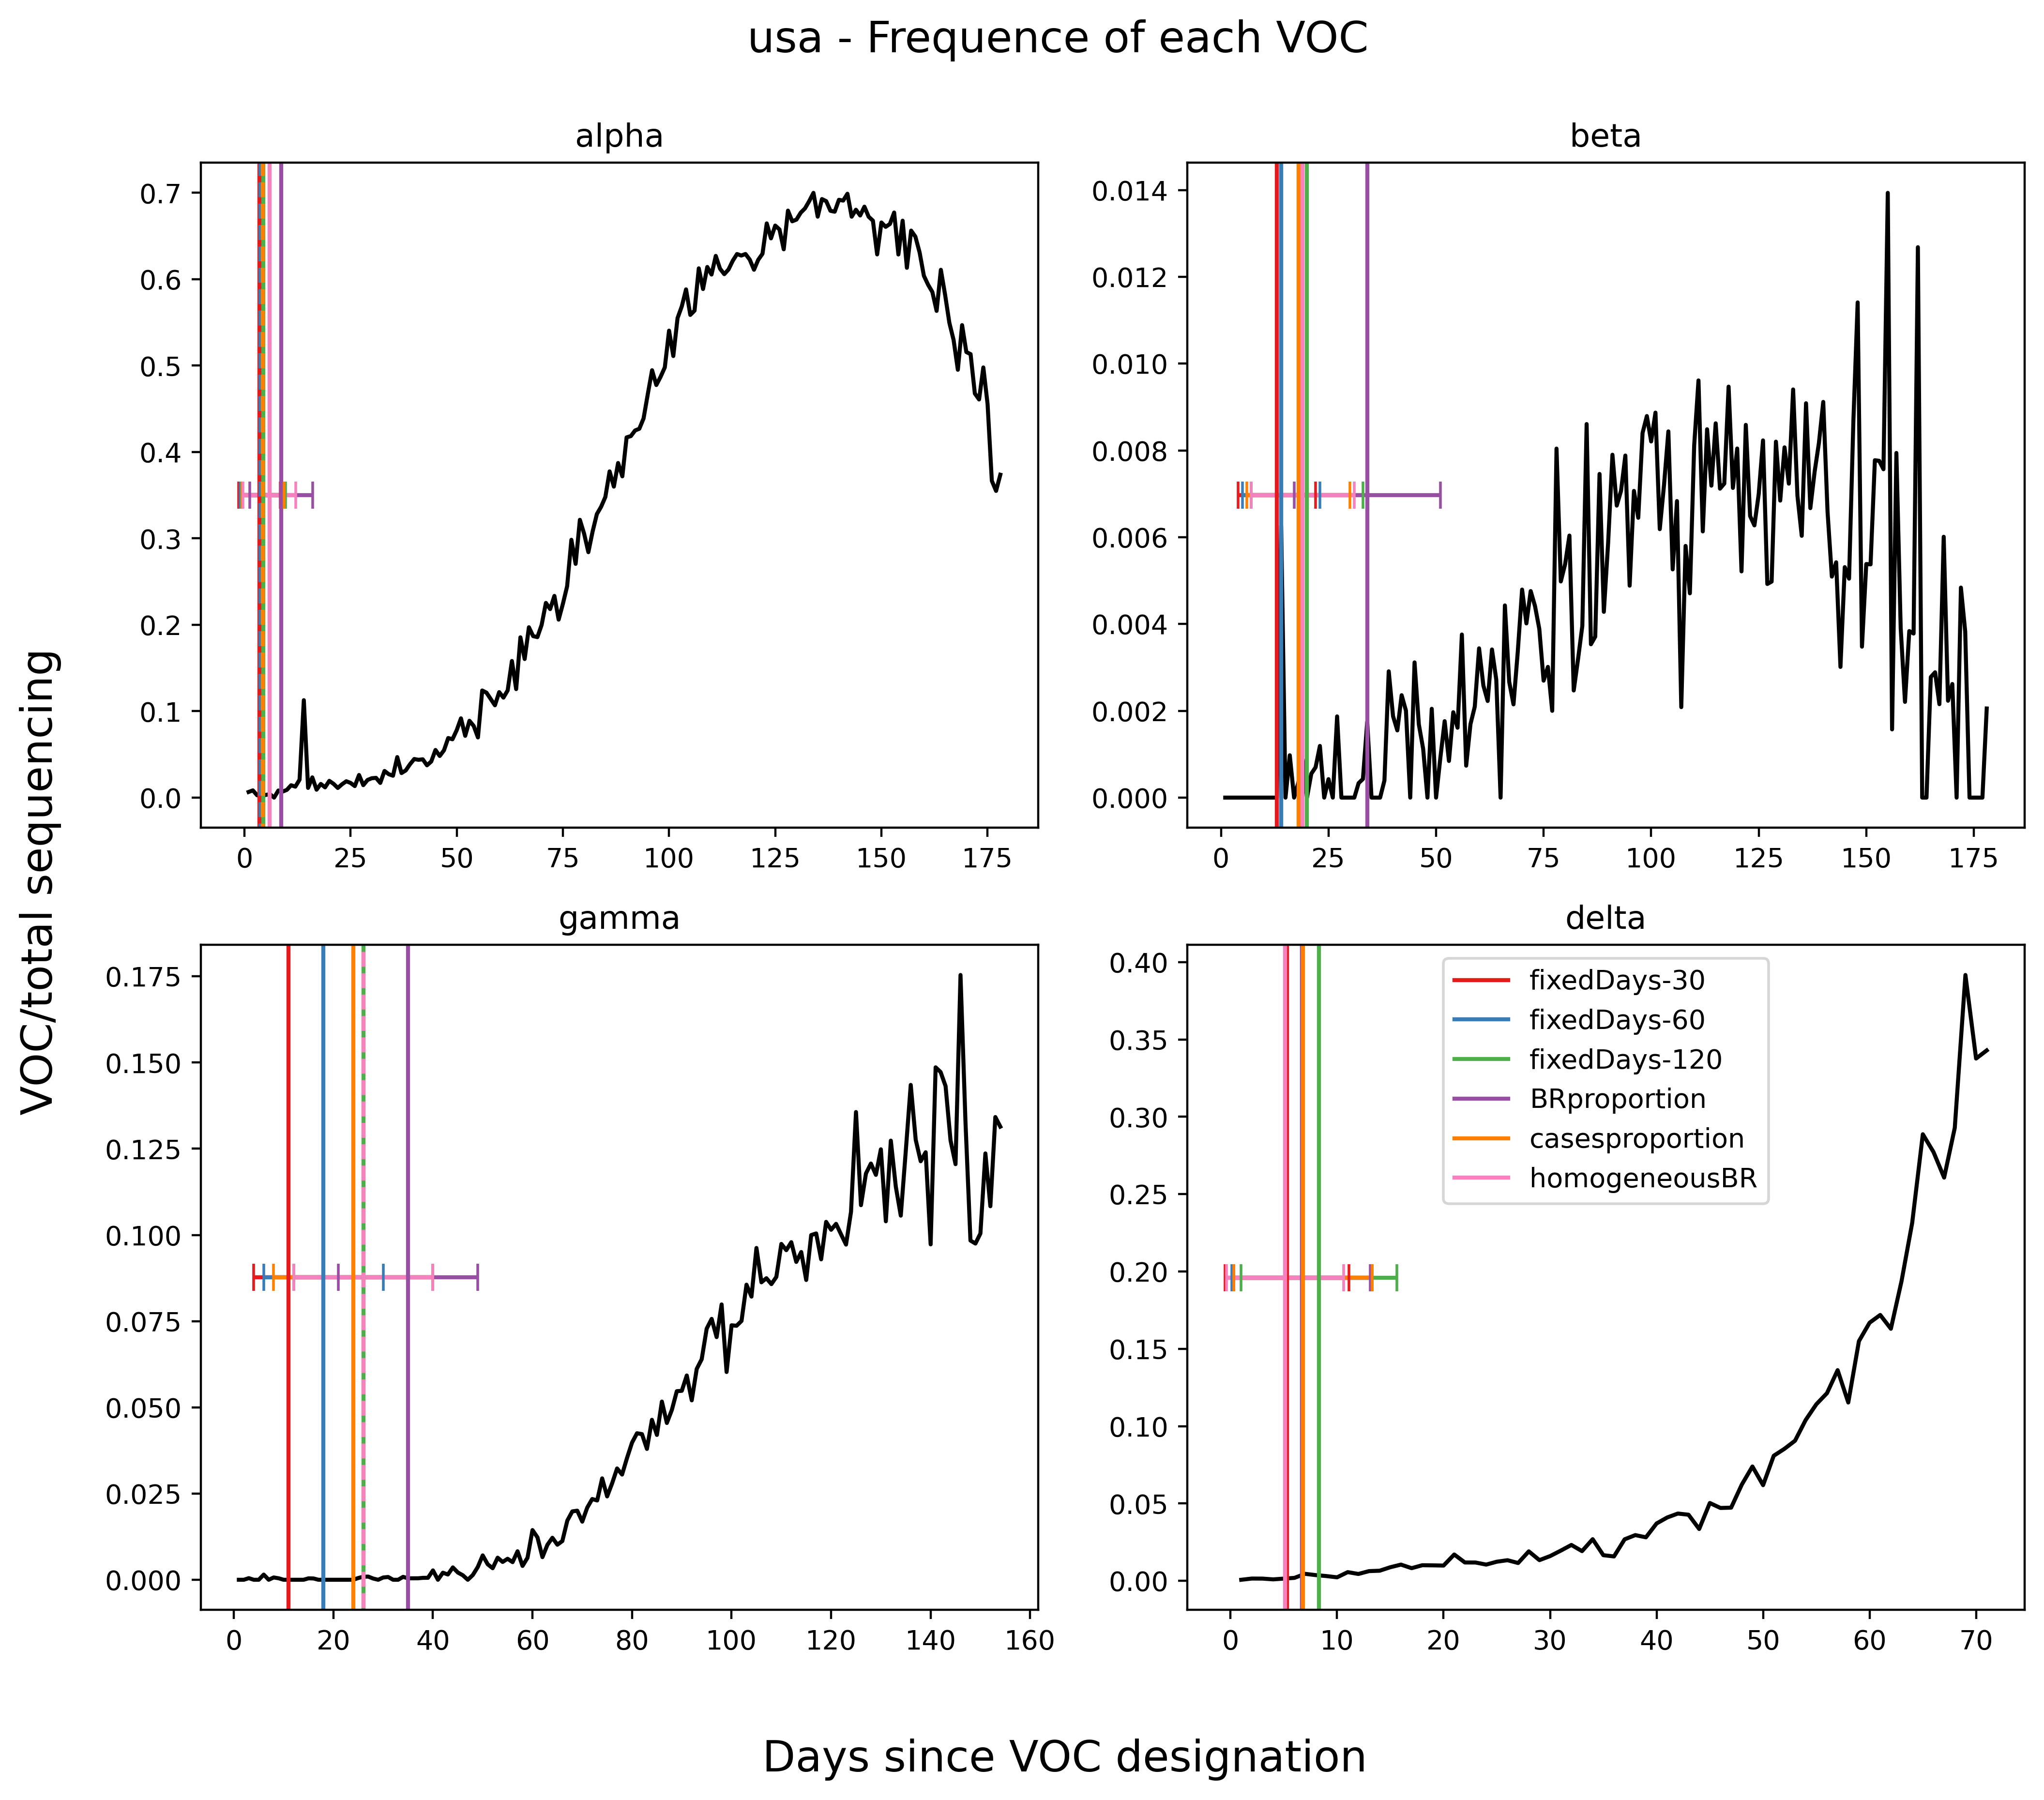 usa - Frequence of each VOC
alpha
0.7
0.6
0.5
0.4
0.3
0.2
0.1
0.0
0 25 50 75 100 125 150 175
beta
0.014
0.012
0.010
0.008
0.006
0.004
0.002
0.000
0 25 50 75 100 125 150 175
VOC/total sequencing
gamma
0.175
0.150
0.125
0.100
0.075
0.050
0.025
0.000
0 20 40 60 80 100 120 140 160
delta
0.40
0.35
0.30
0.25
0.20
0.15
0.10
0.05
0.00
0 10 20 30 40 50 60 70
fixedDays-30
fixedDays-60
fixedDays-120
BRproportion
casesproportion
homogeneousBR
Days since VOC designation